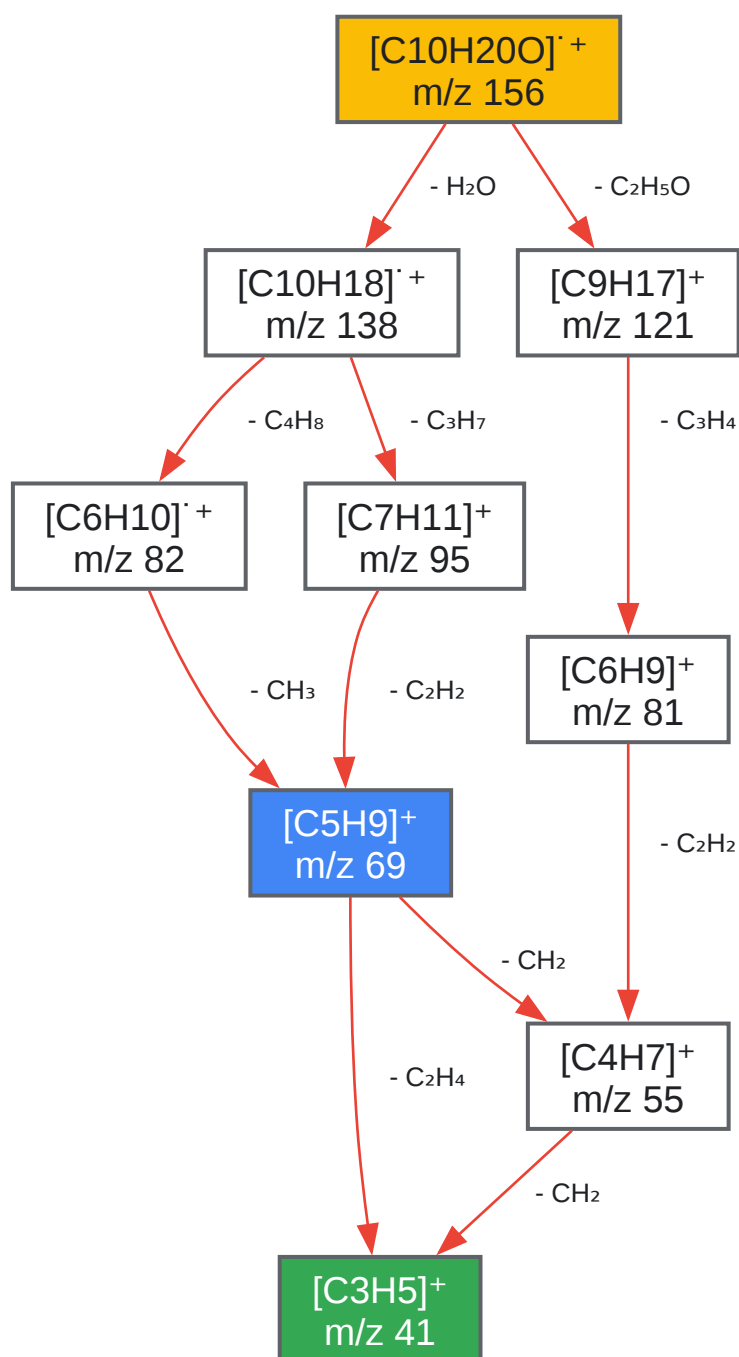 [C10H20O]˙⁺
m/z 156
- H₂O
- C₂H₅O
[C10H18]˙⁺
m/z 138
[C9H17]⁺
m/z 121
- C₄H₈
- C₃H₇
- C₃H₄
[C6H10]˙⁺
m/z 82
[C7H11]⁺
m/z 95
[C6H9]⁺
m/z 81
- CH₃
- C₂H₂
[C5H9]⁺
m/z 69
- C₂H₂
- CH₂
[C4H7]⁺
m/z 55
- C₂H₄
- CH₂
[C3H5]⁺
m/z 41